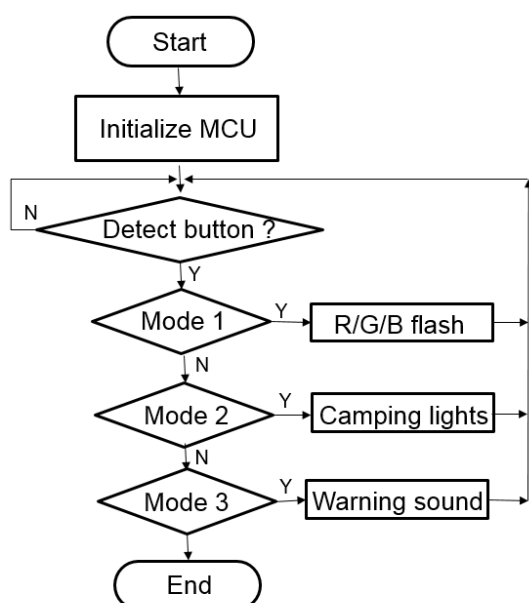 Start
Initialize MCU
N
Detect button ?
Y
Mode 1
Y
R/G/B flash
N
Mode 2
Y
Camping lights
N
Mode 3
Y
Warning sound
End